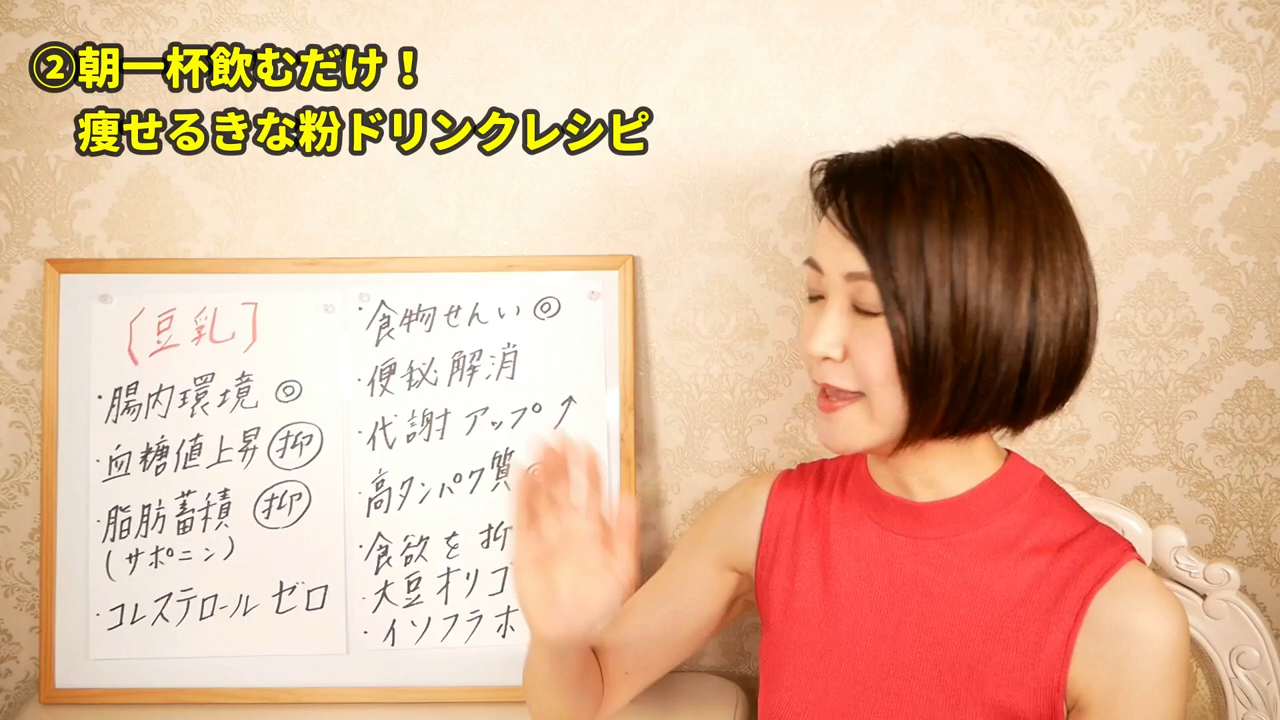 ②朝一杯飲むだけ！
痩せるきな粉ドリンクレシピ
［豆乳］
・腸内環境 ◎
・血糖値上昇 抑
・脂肪蓄積 抑
（サポニン）
・コレステロール ゼロ
・食物せんい ◎
・便秘解消
・代謝アップ↑
・高タンパク質
・食欲を抑
・大豆オリゴ
・イソフラボ